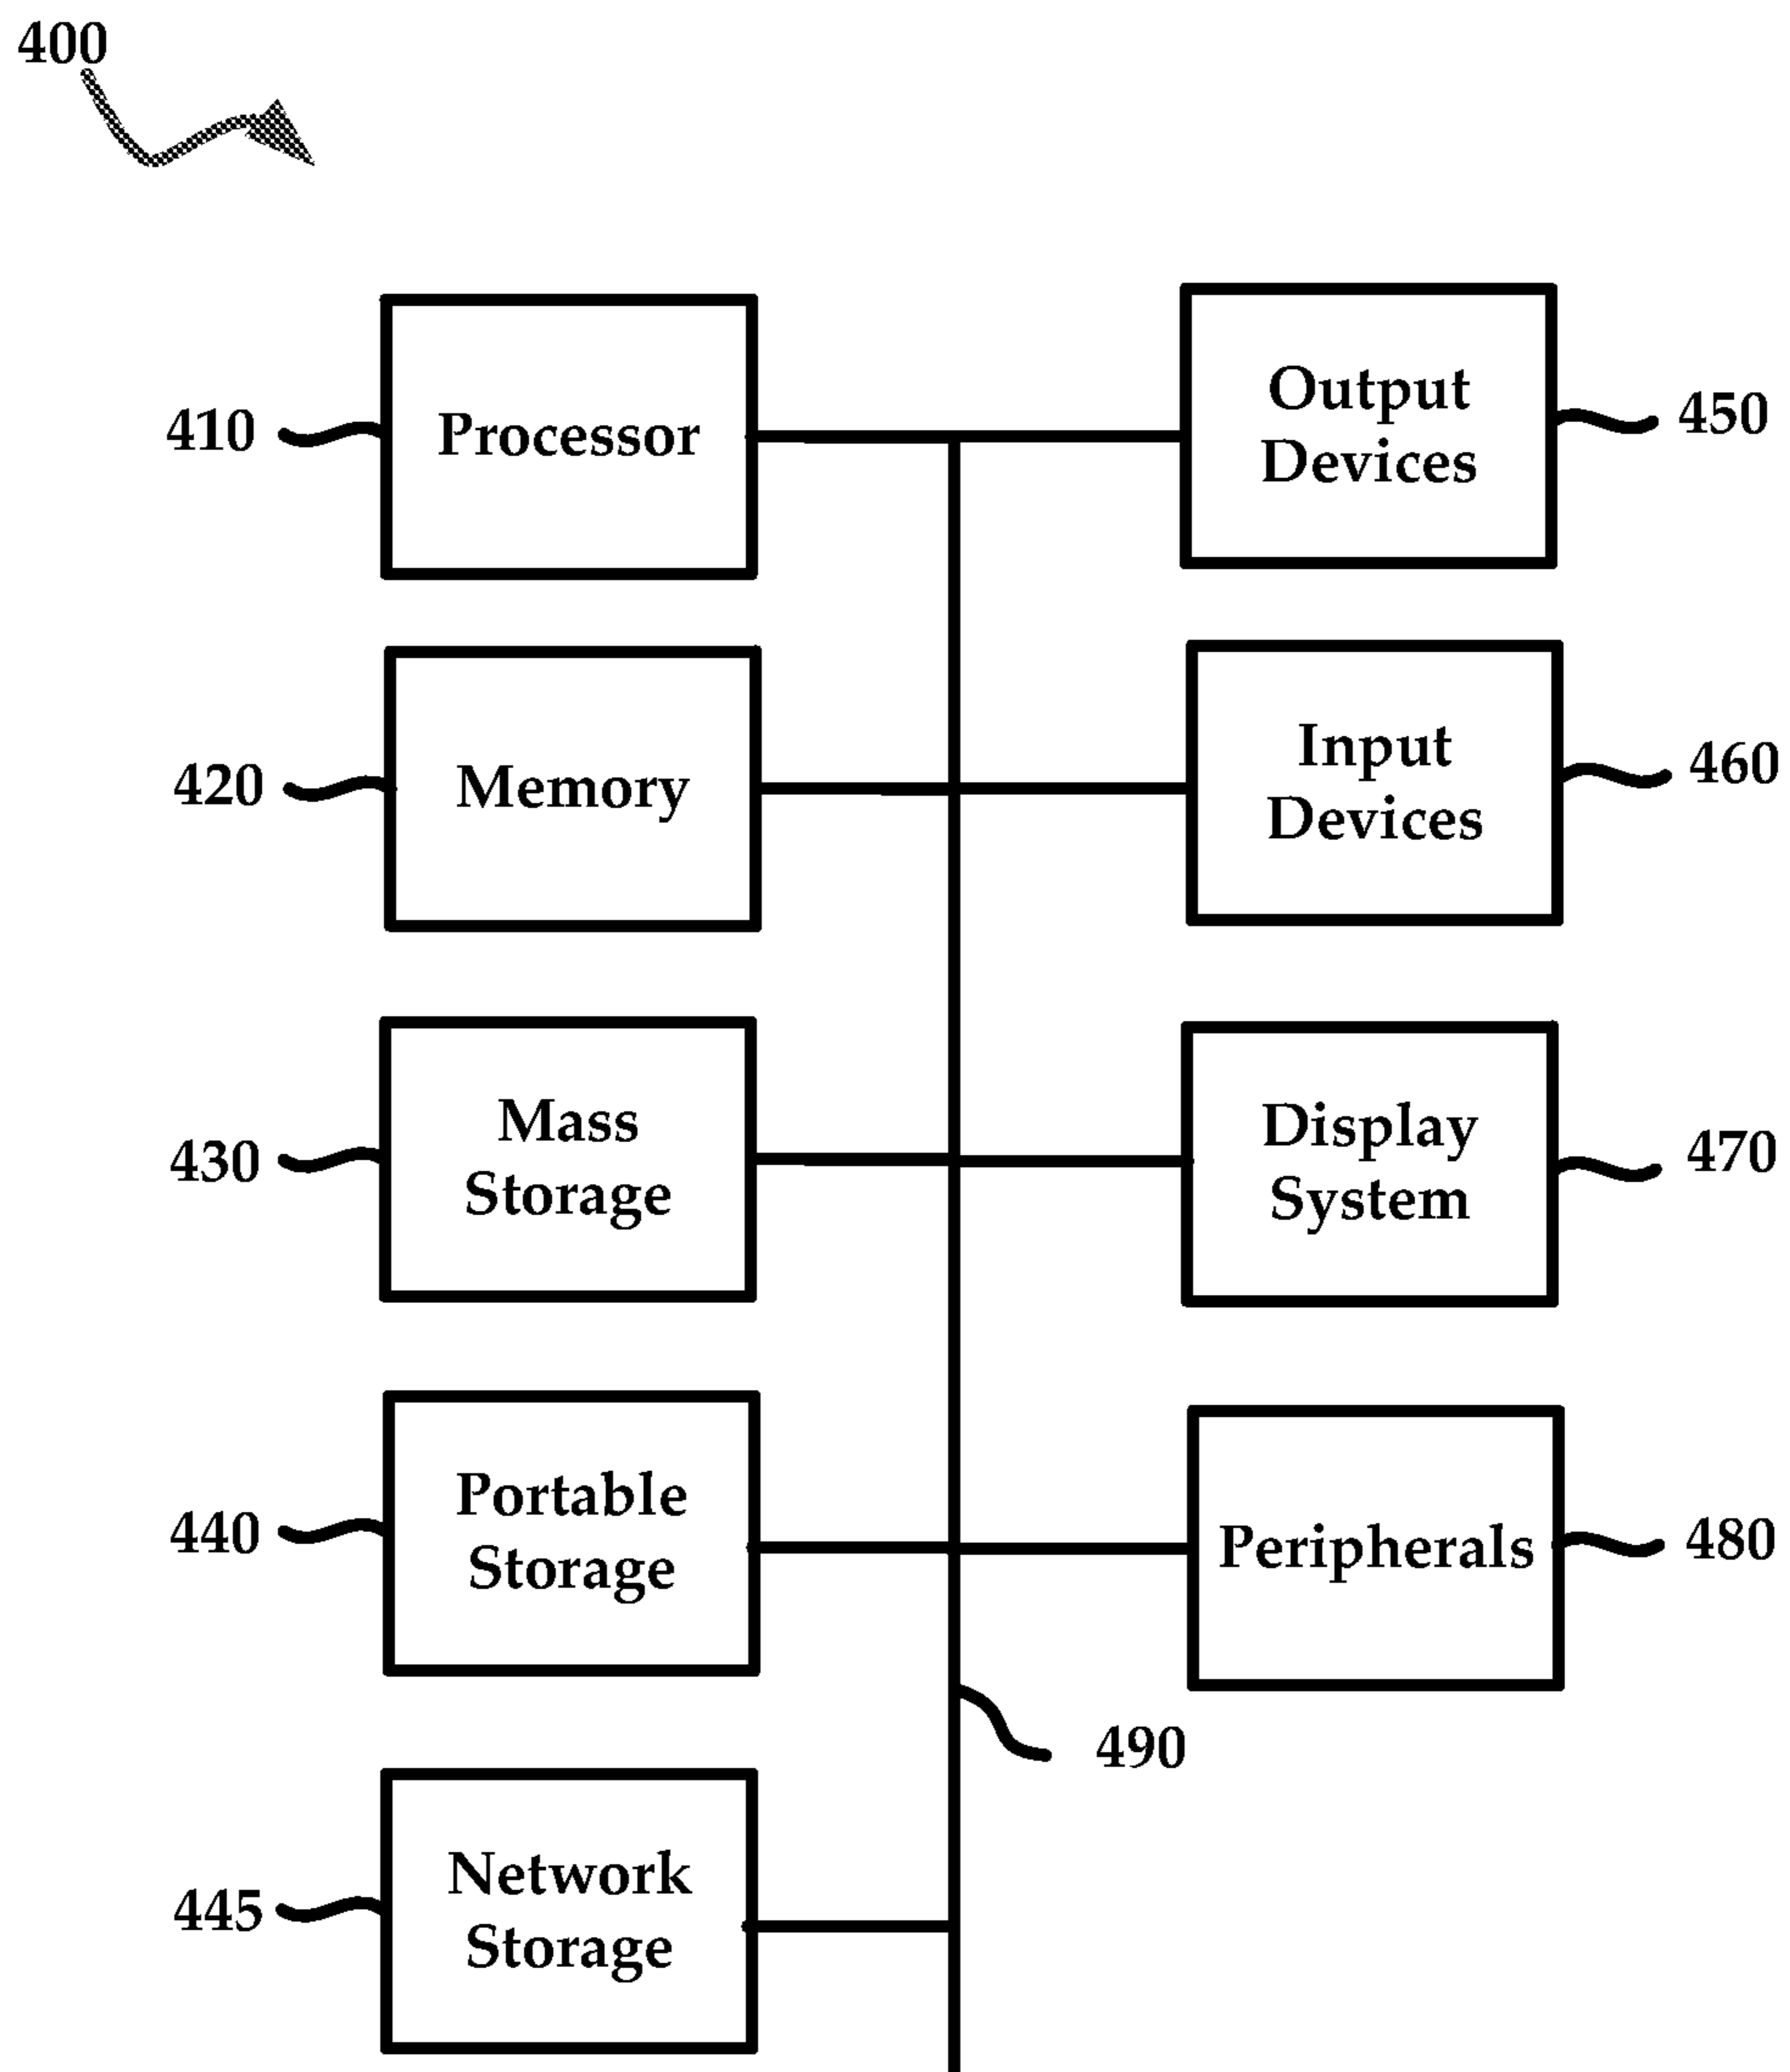 400
410
Processor
Output
Devices
450
420
Memory
Input
Devices
460
430
Mass
Storage
Display
System
470
440
Portable
Storage
Peripherals
480
490
445
Network
Storage